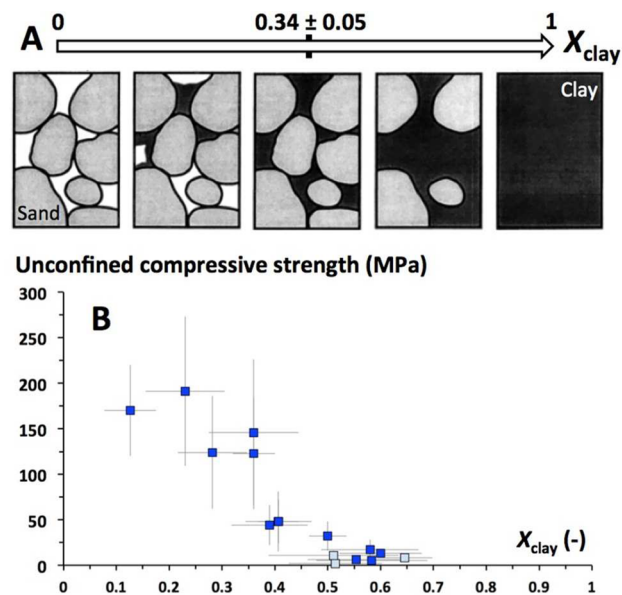 A
0
0.34 ± 0.05
1
Xclay
Sand
Clay
Unconfined compressive strength (MPa)
B
300
250
200
150
100
50
0
Xclay (-)
0 0.1 0.2 0.3 0.4 0.5 0.6 0.7 0.8 0.9 1